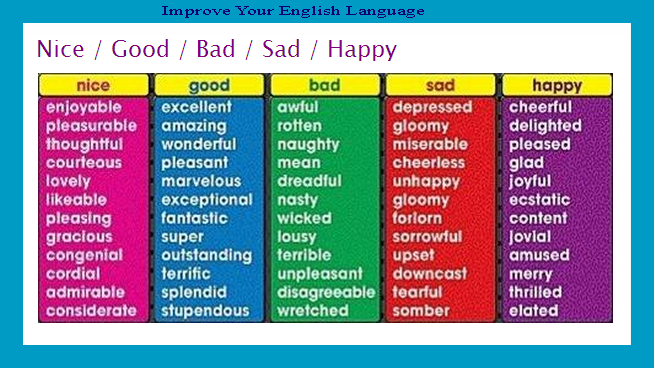 Improve Your English Language
Nice / Good / Bad / Sad / Happy
nice good bad sad happy
enjoyable excellent awful depressed cheerful
pleasurable amazing rotten gloomy delighted
thoughtful wonderful naughty miserable pleased
courteous pleasant mean cheerless glad
lovely marvelous dreadful unhappy joyful
likeable exceptional nasty gloomy ecstatic
pleasing fantastic wicked forlorn content
gracious super lousy sorrowful jovial
congenial outstanding terrible upset amused
cordial terrific unpleasant downcast merry
admirable splendid disagreeable tearful thrilled
considerate stupendous wretched somber elated